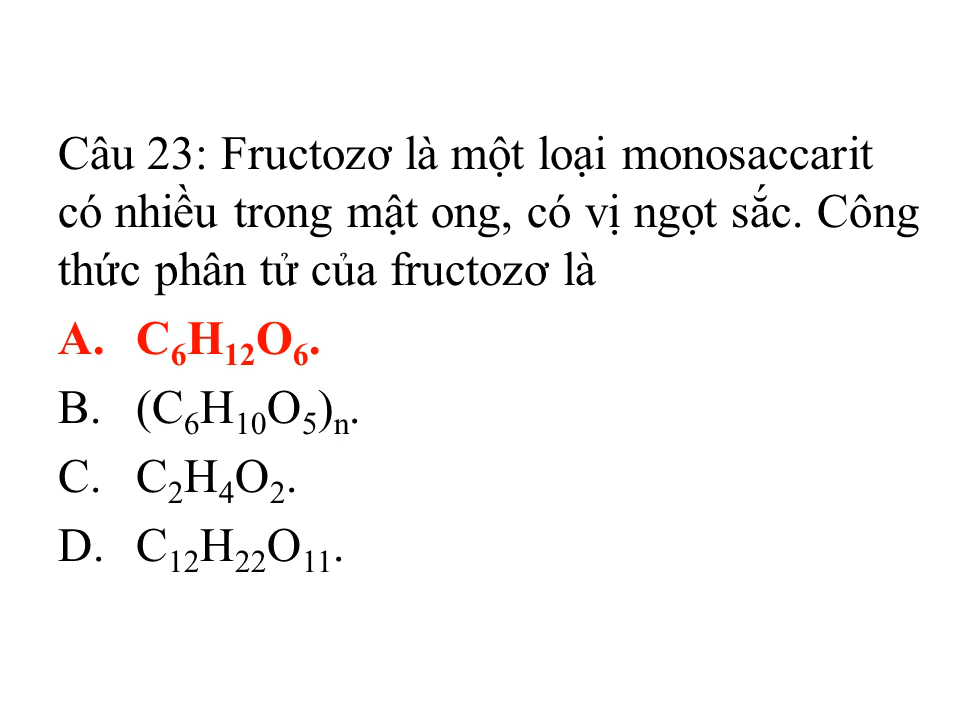 Câu 23: Fructozơ là một loại monosaccarit
có nhiều trong mật ong, có vị ngọt sắc. Công
thức phân tử của fructozơ là
A. C₆H₁₂O₆.
B. (C₆H₁₀O₅)ₙ.
C. C₂H₄O₂.
D. C₁₂H₂₂O₁₁.